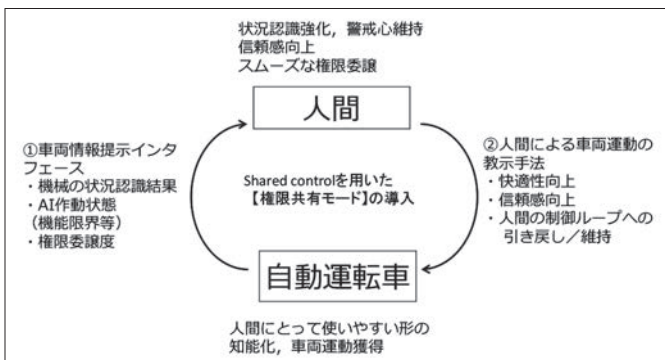 状況認識強化，警戒心維持
信頼感向上
スムーズな権限委譲
人間
①車両情報提示インタ
フェース
・機械の状況認識結果
・AI作動状態
（機能限界等）
・権限委譲度
Shared controlを用いた
【権限共有モード】の導入
②人間による車両運動の
教示手法
・快適性向上
・信頼感向上
・人間の制御ループへの
引き戻し／維持
自動運転車
人間にとって使いやすい形の
知能化，車両運動獲得